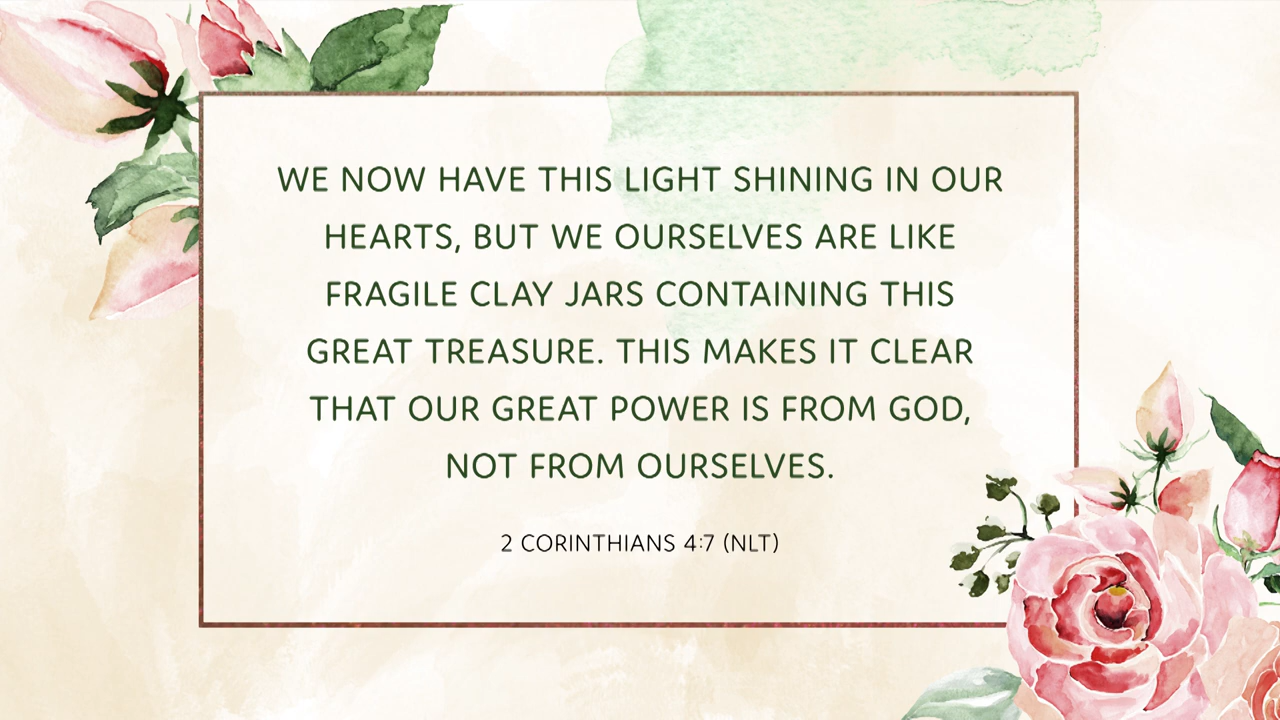 WE NOW HAVE THIS LIGHT SHINING IN OUR
HEARTS, BUT WE OURSELVES ARE LIKE
FRAGILE CLAY JARS CONTAINING THIS
GREAT TREASURE. THIS MAKES IT CLEAR
THAT OUR GREAT POWER IS FROM GOD,
NOT FROM OURSELVES.
2 CORINTHIANS 4:7 (NLT)